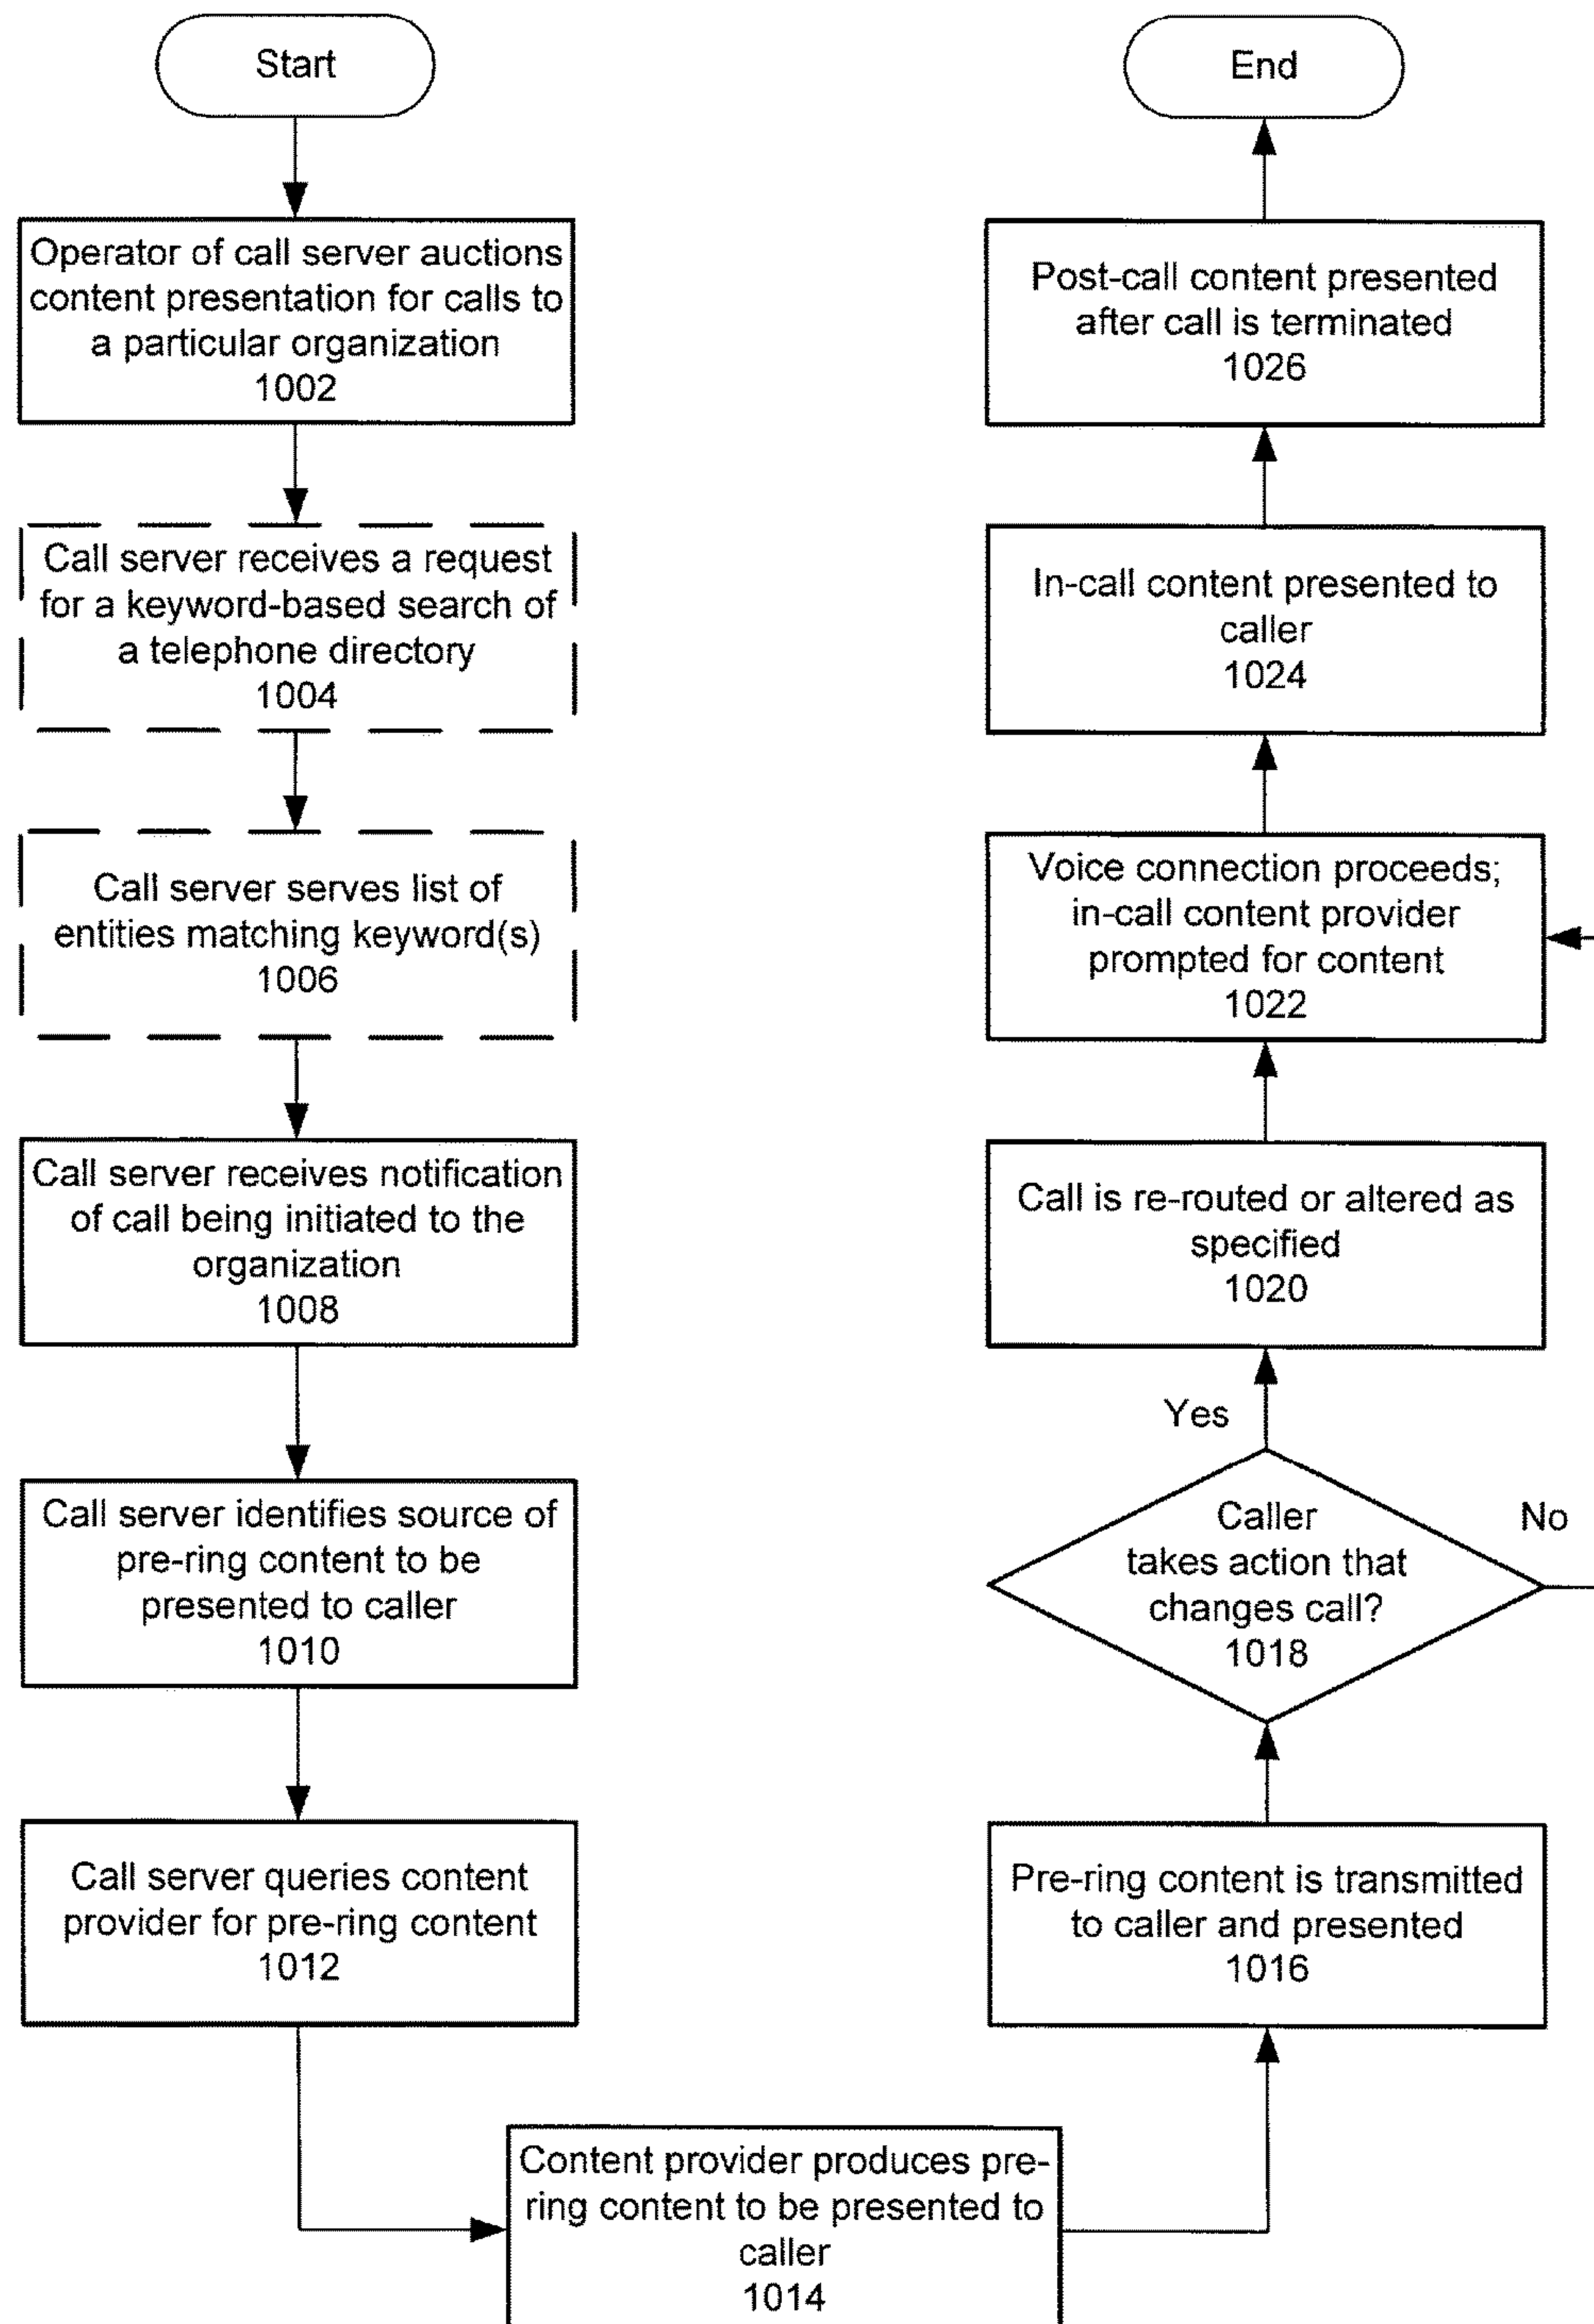 Start
Operator of call server auctions
content presentation for calls to
a particular organization
1002
Call server receives a request
for a keyword-based search of
a telephone directory
1004
Call server serves list of
entities matching keyword(s)
1006
Call server receives notification
of call being initiated to the
organization
1008
Call server identifies source of
pre-ring content to be
presented to caller
1010
Call server queries content
provider for pre-ring content
1012
Content provider produces pre-
ring content to be presented to
caller
1014
Pre-ring content is transmitted
to caller and presented
1016
Caller
takes action that
changes call?
1018
Yes
No
Call is re-routed or altered as
specified
1020
Voice connection proceeds;
in-call content provider
prompted for content
1022
In-call content presented to
caller
1024
Post-call content presented
after call is terminated
1026
End